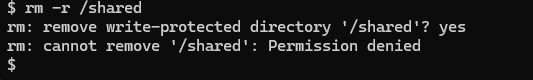 $ rm -r /shared
rm: remove write-protected directory '/shared'? yes
rm: cannot remove '/shared': Permission denied
$